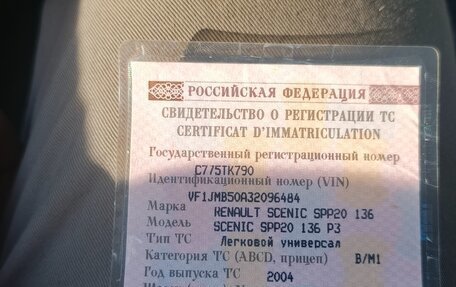 РОССИЙСКАЯ ФЕДЕРАЦИЯ
СВИДЕТЕЛЬСТВО О РЕГИСТРАЦИИ ТС
CERTIFICAT D'IMMATRICULATION
Государственный регистрационный номер
С775ТК790
Идентификационный номер (VIN)
VF1JMB50A32096484
Марка RENAULT SCENIC SPP20 136
Модель SCENIC SPP20 136 P3
Тип ТС Легковой универсал
Категория ТС (ABCD, прицеп) B/M1
Год выпуска ТС 2004